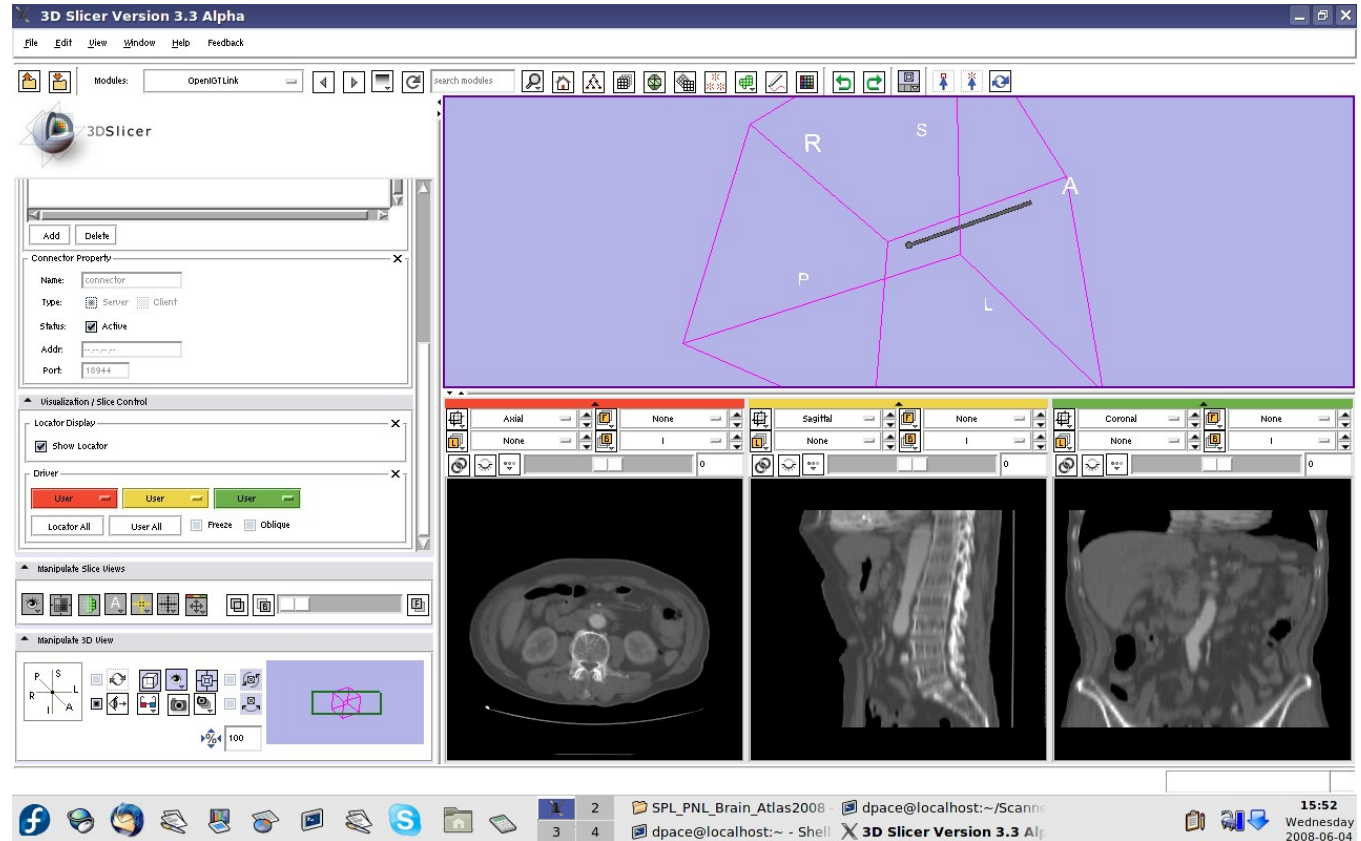 3D Slicer Version 3.3 Alpha
File Edit View Window Help Feedback
Modules: OpenIGTLink search modules
3DSlicer
Add Delete
Connector Property
Name: connector
Type: Server Client
Status: Active
Addr: --.--.--.--
Port: 18944
Visualization / Slice Control
Locator Display
Show Locator
Driver
User User User
Locator All User All Freeze Oblique
Manipulate Slice Views
A B F
Manipulate 3D View
P S
R L
I A
% 100
R S
A
P
L
Axial F None
L None B I
0
Sagittal F None
L None B I
0
Coronal F None
L None B I
0
1 2 SPL_PNL_Brain_Atlas2008 - dpace@localhost:~/Scanne
3 4 dpace@localhost:~ - Shell 3D Slicer Version 3.3 Alp
15:52
Wednesday
2008-06-04